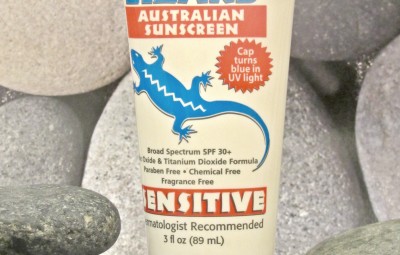 AUSTRALIAN
SUNSCREEN
Cap
turns
blue in
UV light
Broad Spectrum SPF 30+
Oxide & Titanium Dioxide Formula
Paraben Free • Chemical Free
Fragrance Free
SENSITIVE
Recommended
3 fl oz (89 mL)